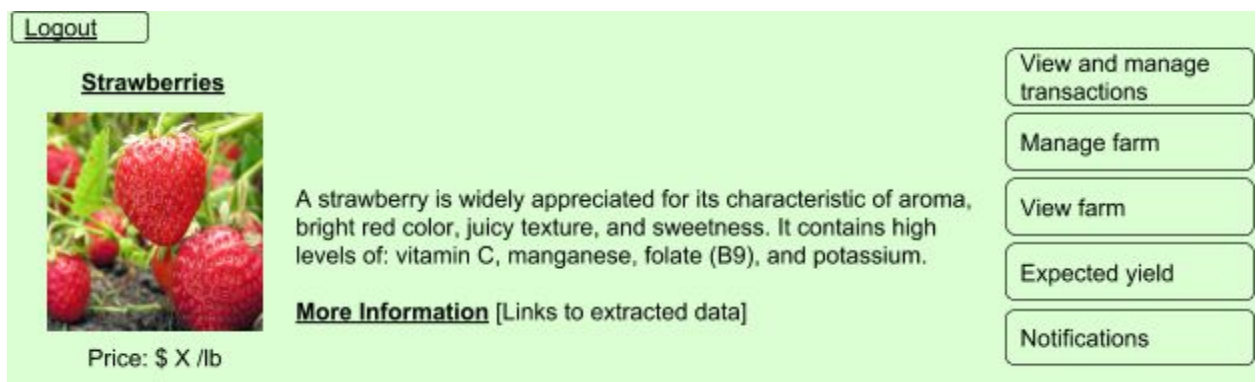 Logout
Strawberries
Price: $ X /lb
A strawberry is widely appreciated for its characteristic of aroma,
bright red color, juicy texture, and sweetness. It contains high
levels of: vitamin C, manganese, folate (B9), and potassium.
More Information [Links to extracted data]
View and manage
transactions
Manage farm
View farm
Expected yield
Notifications